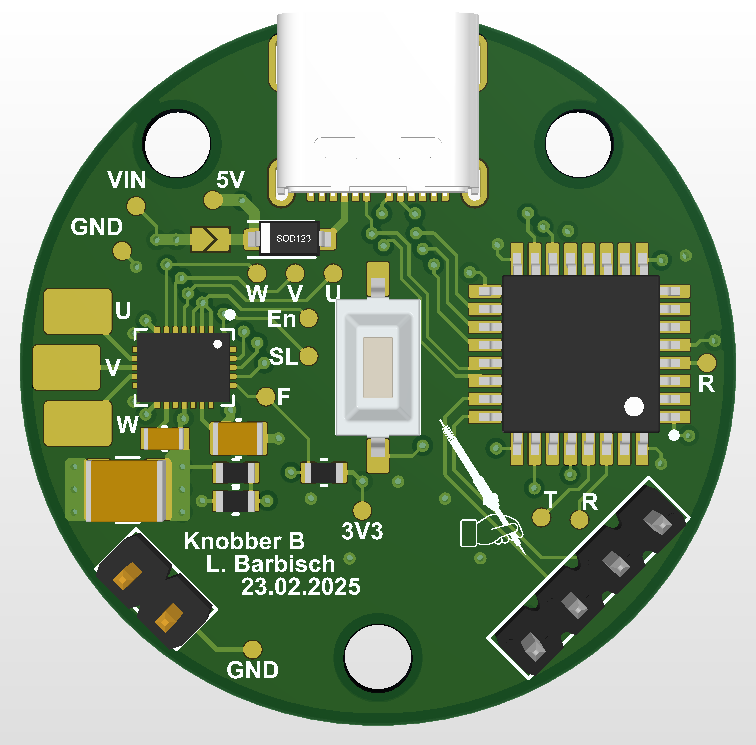 5V
VIN
GND
SOD123
W V U
U
En
V
SL
R
F
W
T R
3V3
Knobber B
L. Barbisch
23.02.2025
GND